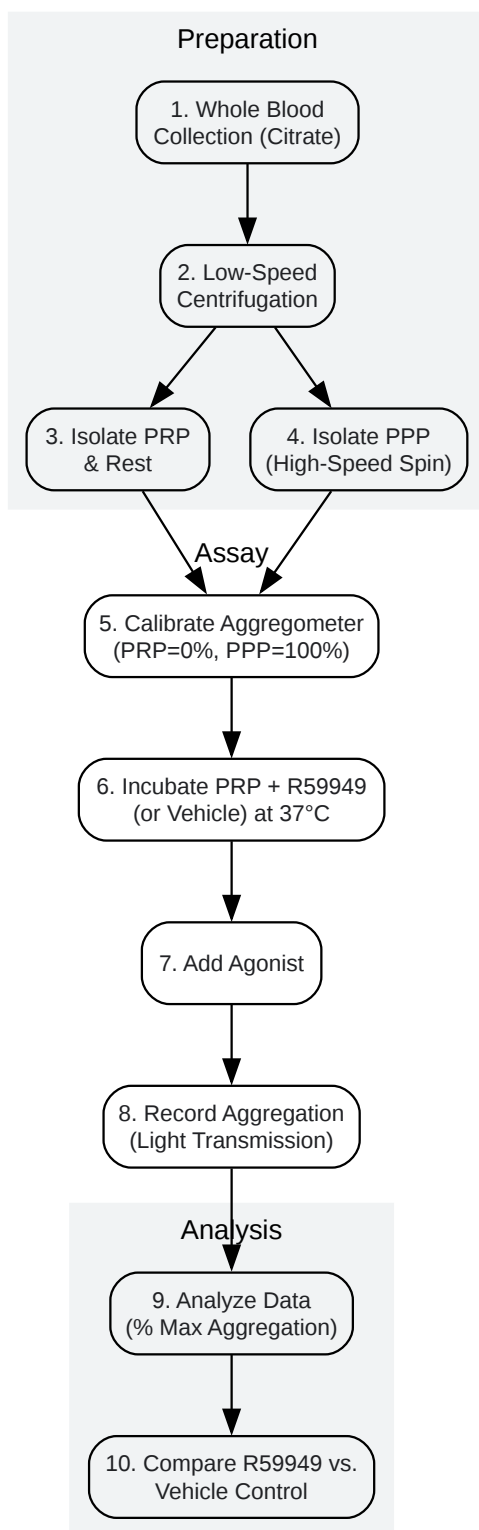 Preparation
1. Whole Blood
Collection (Citrate)
2. Low-Speed
Centrifugation
3. Isolate PRP
& Rest
4. Isolate PPP
(High-Speed Spin)
Assay
5. Calibrate Aggregometer
(PRP=0%, PPP=100%)
6. Incubate PRP + R59949
(or Vehicle) at 37°C
7. Add Agonist
8. Record Aggregation
(Light Transmission)
Analysis
9. Analyze Data
(% Max Aggregation)
10. Compare R59949 vs.
Vehicle Control